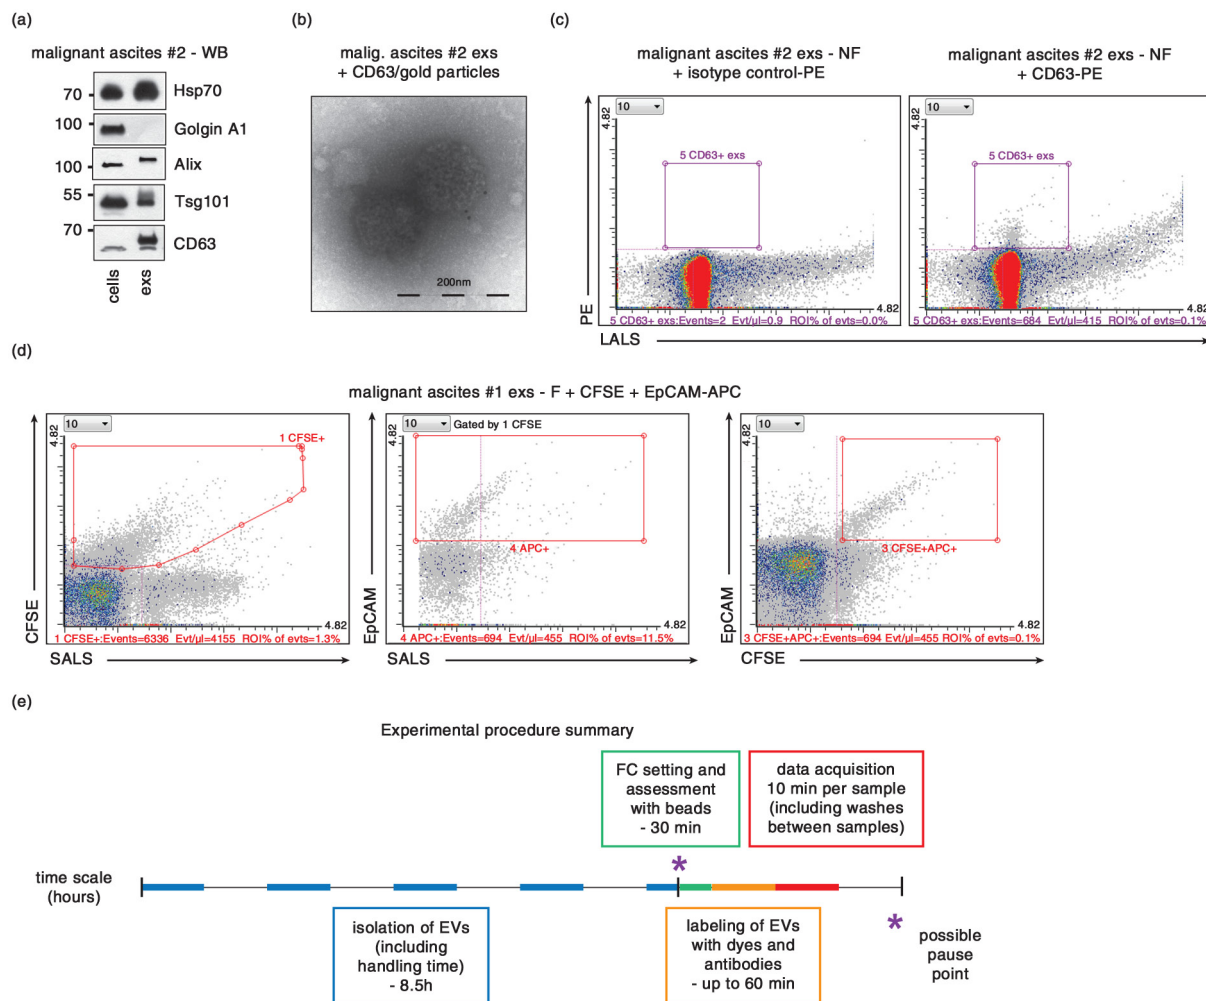 (a)
malignant ascites #2 - WB
70
Hsp70
100
Golgin A1
100
Alix
55
Tsg101
70
CD63
cells
exs
(b)
malig. ascites #2 exs
+ CD63/gold particles
200nm
(c)
malignant ascites #2 exs - NF
+ isotype control-PE
10
4.82
5 CD63+ exs
4.82
5 CD63+ exs:Events=2 Evt/µl=0.9 ROI% of evts=0.0%
PE
LALS
malignant ascites #2 exs - NF
+ CD63-PE
10
4.82
5 CD63+ exs
4.82
5 CD63+ exs:Events=684 Evt/µl=415 ROI% of evts=0.1%
(d)
malignant ascites #1 exs - F + CFSE + EpCAM-APC
10
4.82
1 CFSE+
4.82
1 CFSE+:Events=6336 Evt/µl=4155 ROI% of evts=1.3%
CFSE
SALS
10
Gated by 1 CFSE
4.82
4 APC+
4.82
4 APC+:Events=694 Evt/µl=455 ROI% of evts=11.5%
EpCAM
SALS
10
4.82
3 CFSE+APC+
4.82
3 CFSE+APC+:Events=694 Evt/µl=455 ROI% of evts=0.1%
EpCAM
CFSE
(e)
Experimental procedure summary
FC setting and
assessment
with beads
- 30 min
data acquisition
10 min per sample
(including washes
between samples)
time scale
(hours)
*
isolation of EVs
(including
handling time)
- 8.5h
labeling of EVs
with dyes and
antibodies
- up to 60 min
*
possible
pause
point